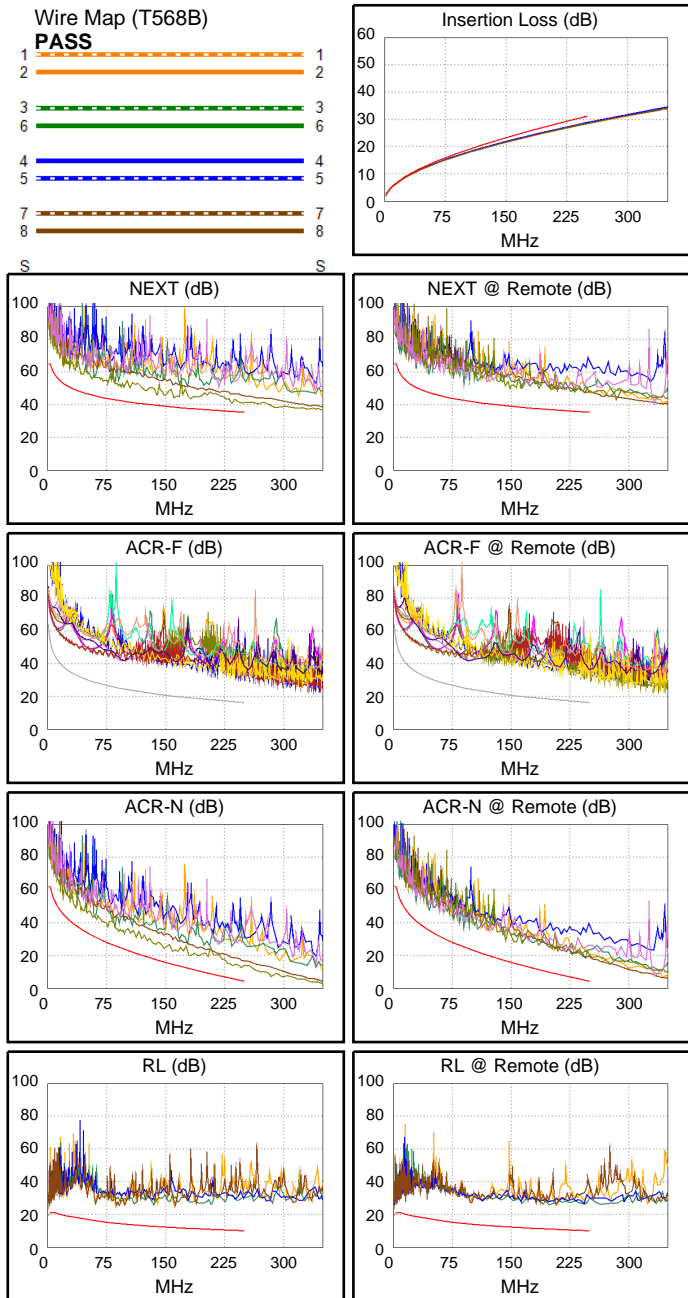 Wire Map (T568B)
PASS
1 1
2 2
3 3
6 6
4 4
5 5
7 7
8 8
S S
Insertion Loss (dB)
60
50
40
30
20
10
0
0 75 150 225 300
MHz
NEXT (dB)
100
80
60
40
20
0
0 75 150 225 300
MHz
NEXT @ Remote (dB)
100
80
60
40
20
0
0 75 150 225 300
MHz
ACR-F (dB)
100
80
60
40
20
0
0 75 150 225 300
MHz
ACR-F @ Remote (dB)
100
80
60
40
20
0
0 75 150 225 300
MHz
ACR-N (dB)
100
80
60
40
20
0
0 75 150 225 300
MHz
ACR-N @ Remote (dB)
100
80
60
40
20
0
0 75 150 225 300
MHz
RL (dB)
100
80
60
40
20
0
0 75 150 225 300
MHz
RL @ Remote (dB)
100
80
60
40
20
0
0 75 150 225 300
MHz